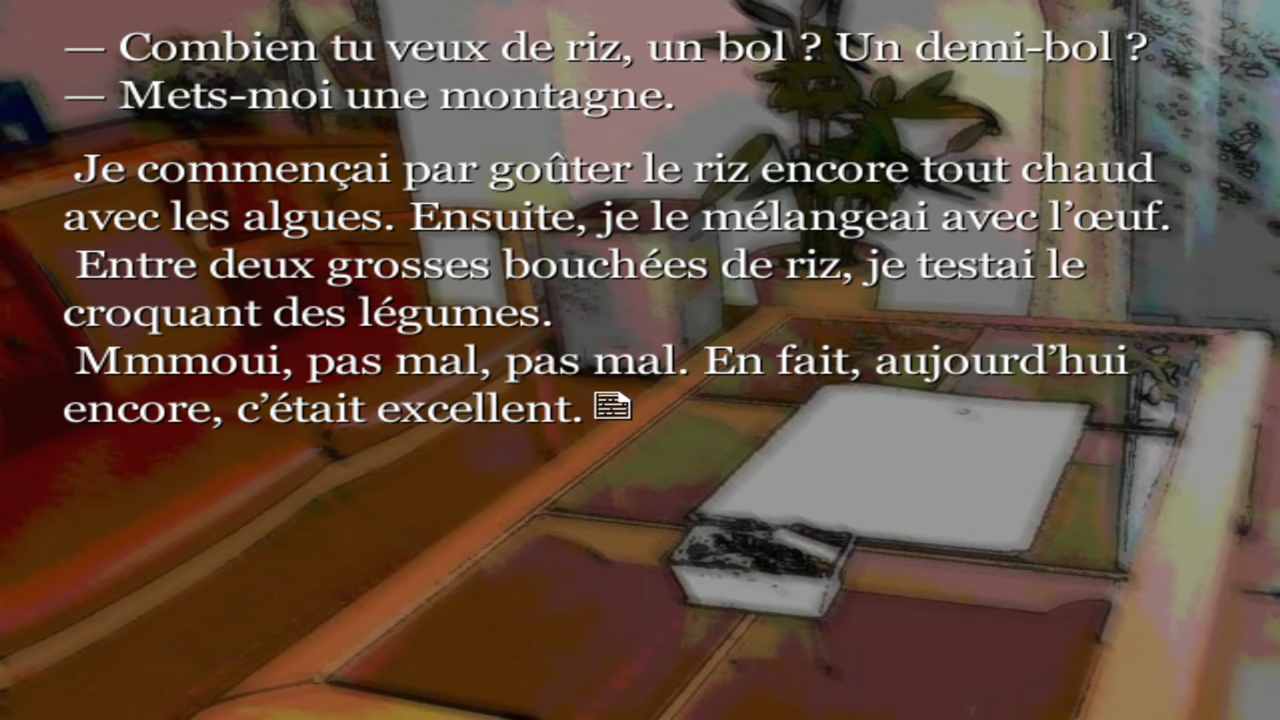 — Combien tu veux de riz, un bol ? Un demi-bol ?
— Mets-moi une montagne.
Je commençai par goûter le riz encore tout chaud
avec les algues. Ensuite, je le mélangeai avec l’œuf.
Entre deux grosses bouchées de riz, je testai le
croquant des légumes.
Mmmoui, pas mal, pas mal. En fait, aujourd’hui
encore, c’était excellent.